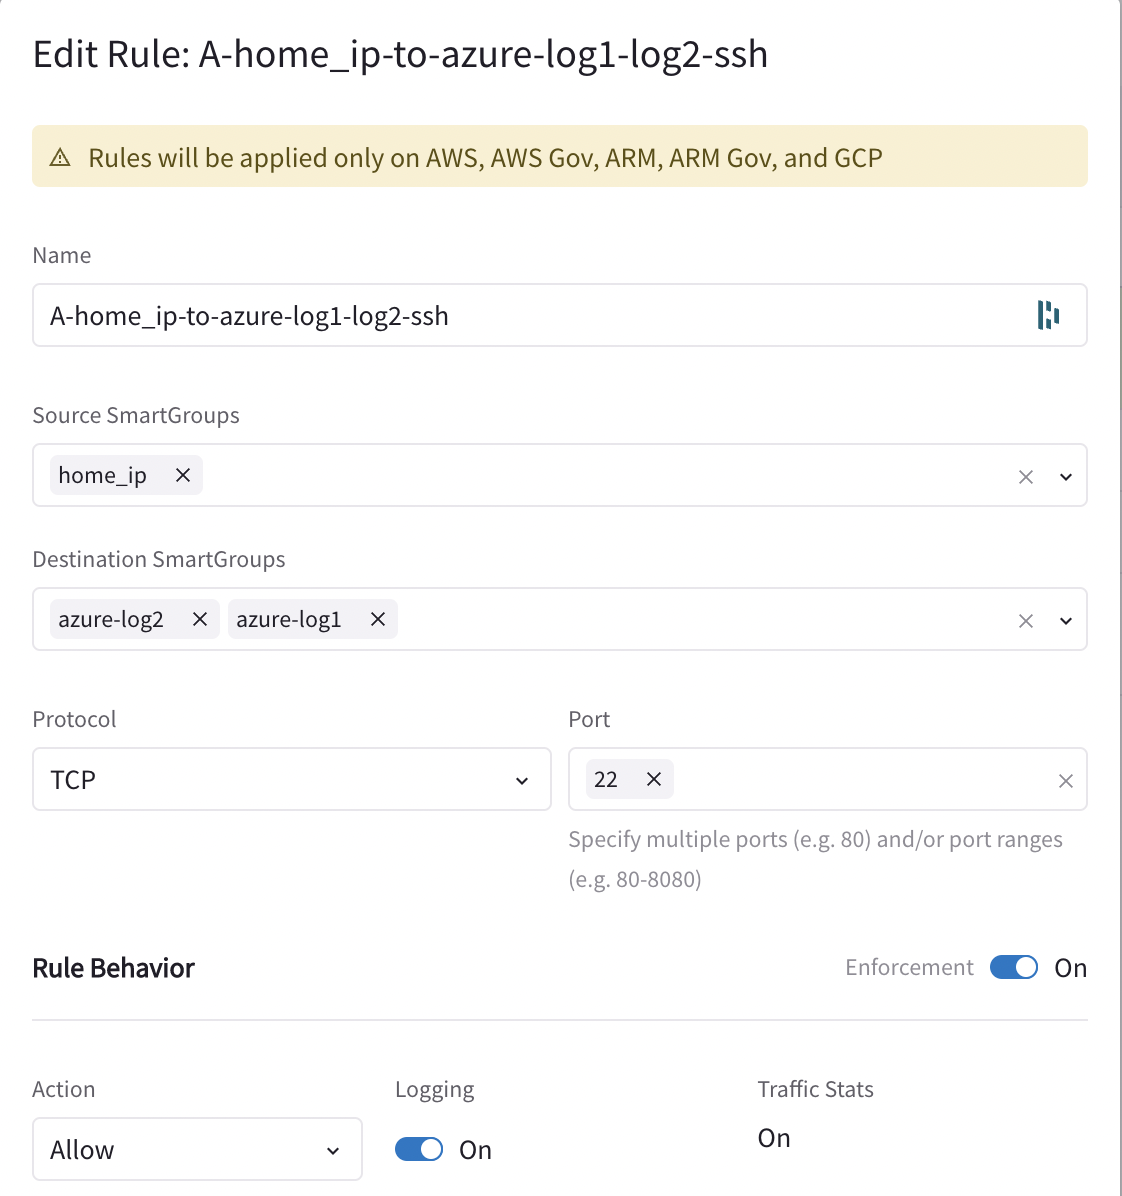 Edit Rule: A-home_ip-to-azure-log1-log2-ssh
Rules will be applied only on AWS, AWS Gov, ARM, ARM Gov, and GCP
Name
A-home_ip-to-azure-log1-log2-ssh
Source SmartGroups
home_ip
Destination SmartGroups
azure-log2 azure-log1
Protocol Port
TCP 22
Specify multiple ports (e.g. 80) and/or port ranges
(e.g. 80-8080)
Rule Behavior Enforcement On
Action Logging Traffic Stats
Allow On On